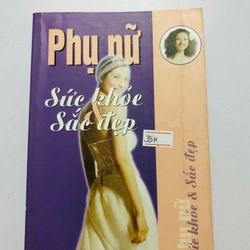 Phụ nữ
Sức khỏe
Sắc đẹp
35K
Sức khỏe & Sắc đẹp